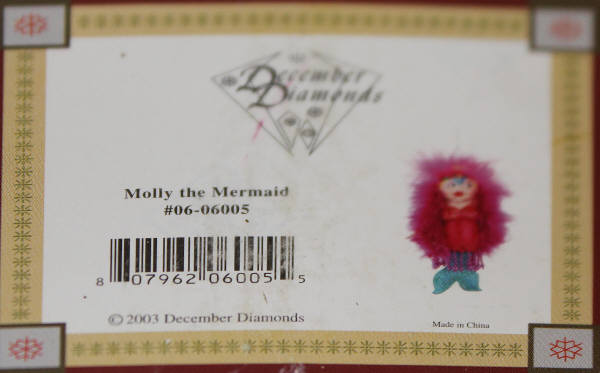 December
Diamonds
Molly the Mermaid
#06-06005
8 07962 06005 5
© 2003 December Diamonds
Made in China